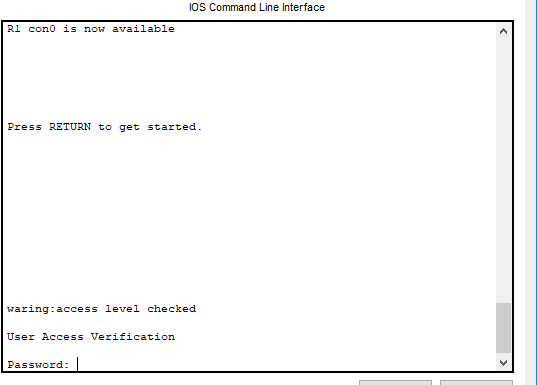 IOS Command Line Interface
R1 con0 is now available
Press RETURN to get started.
waring:access level checked
User Access Verification
Password: